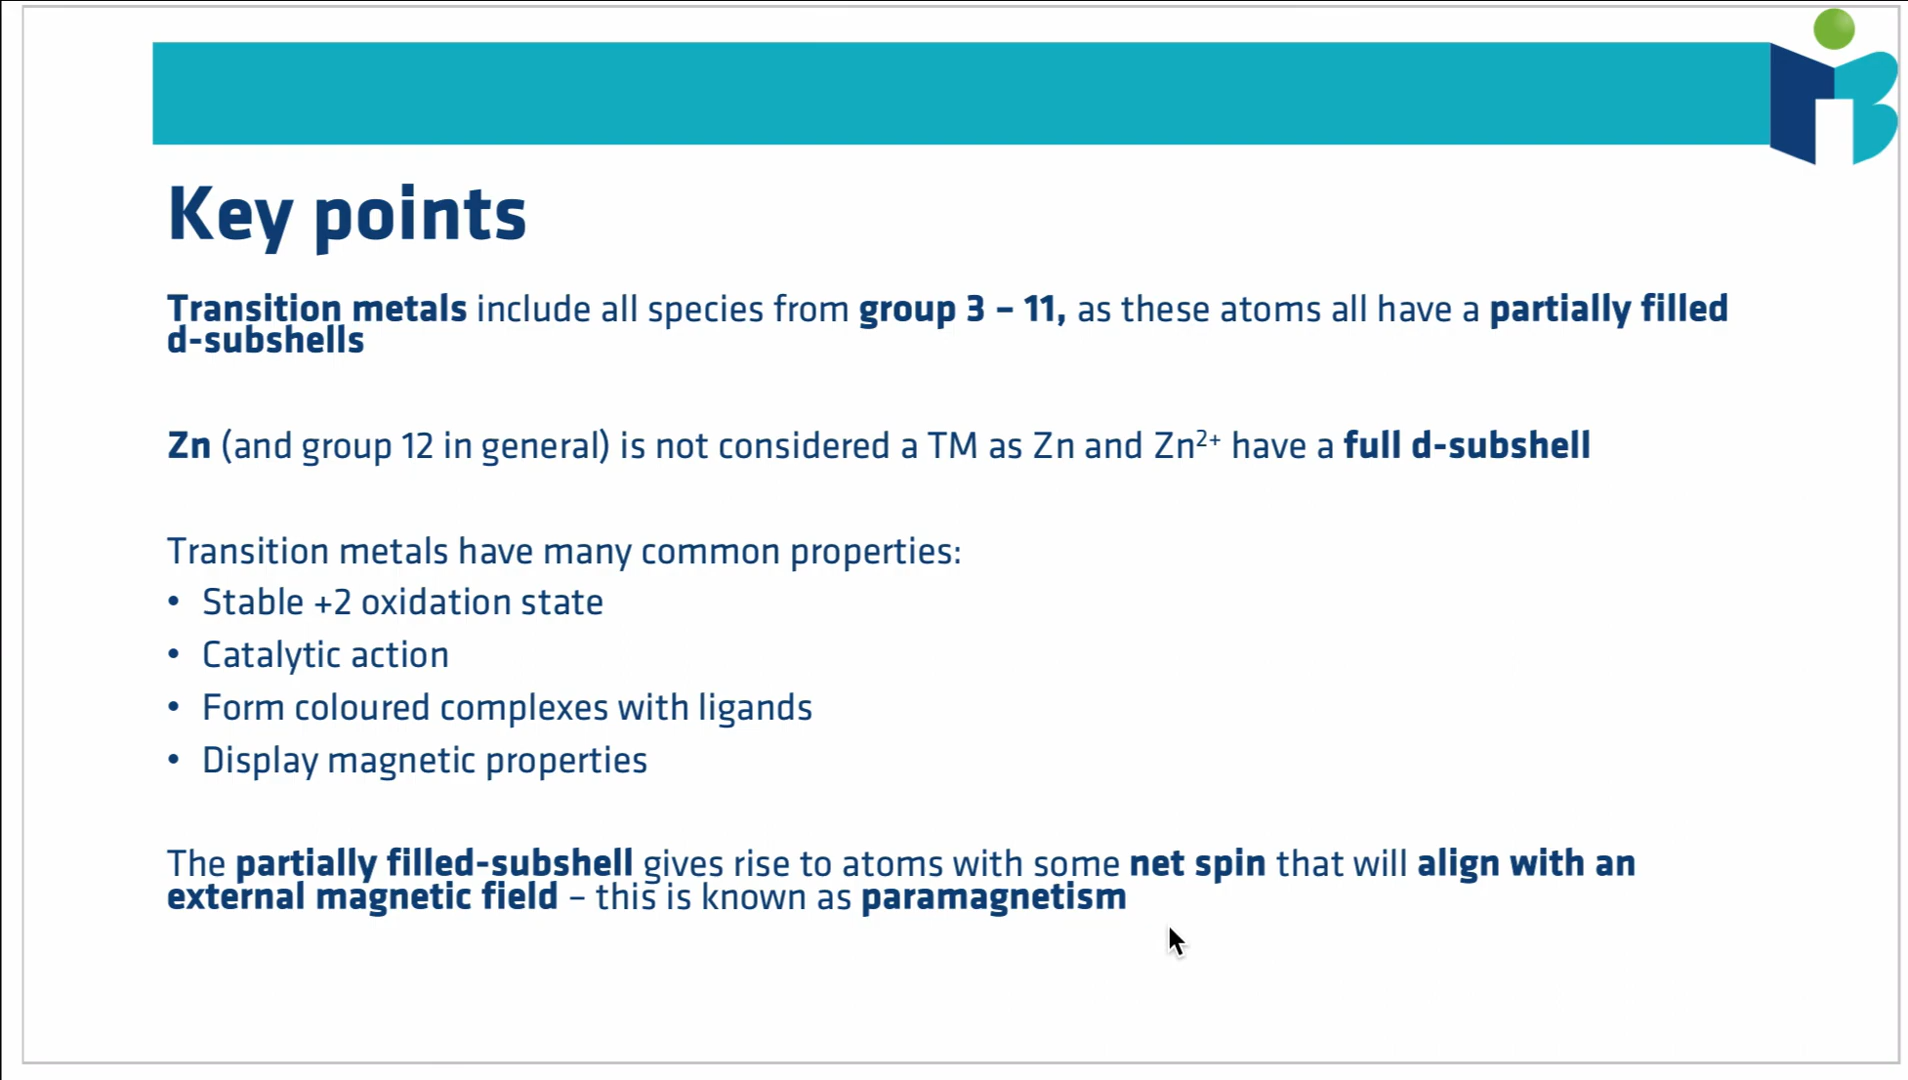 Key points
Transition metals include all species from group 3 – 11, as these atoms all have a partially filled
d-subshells
Zn (and group 12 in general) is not considered a TM as Zn and Zn²⁺ have a full d-subshell
Transition metals have many common properties:
• Stable +2 oxidation state
• Catalytic action
• Form coloured complexes with ligands
• Display magnetic properties
The partially filled-subshell gives rise to atoms with some net spin that will align with an
external magnetic field – this is known as paramagnetism